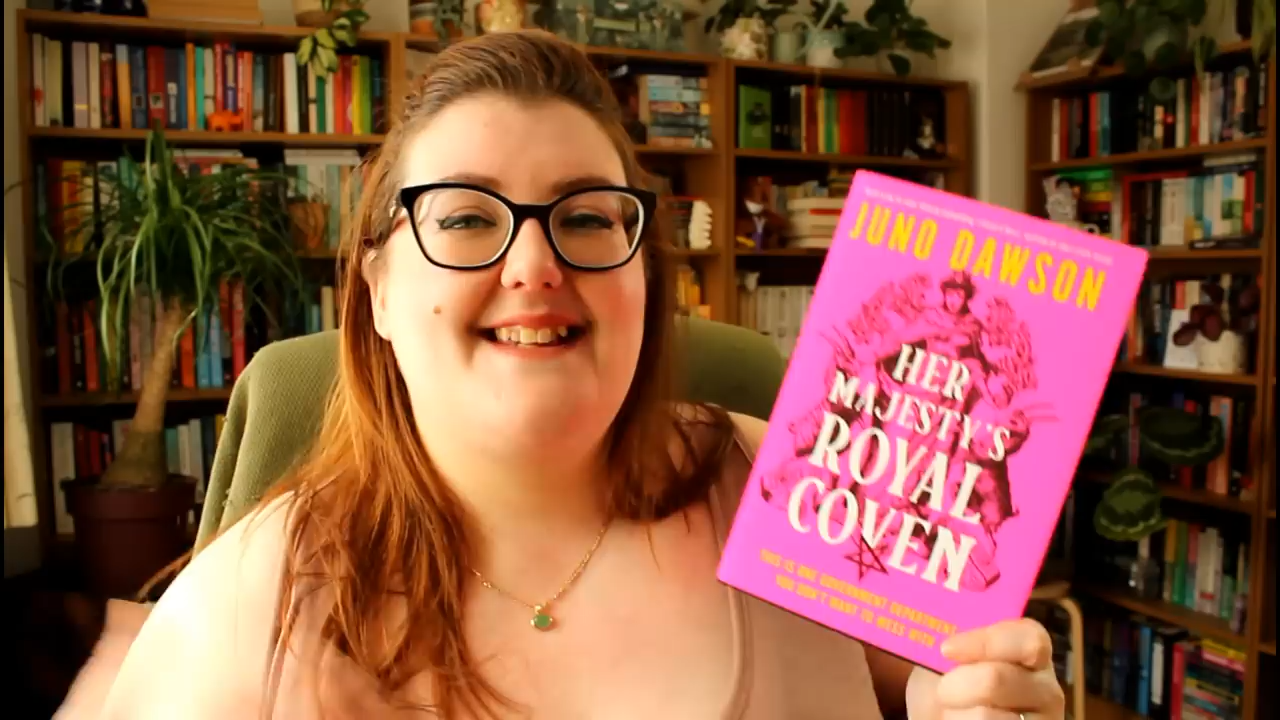 JUNO DAWSON
HER
MAJESTY'S
ROYAL
COVEN
THIS IS ONE GOVERNMENT DEPARTMENT
YOU DON'T WANT TO MESS WITH